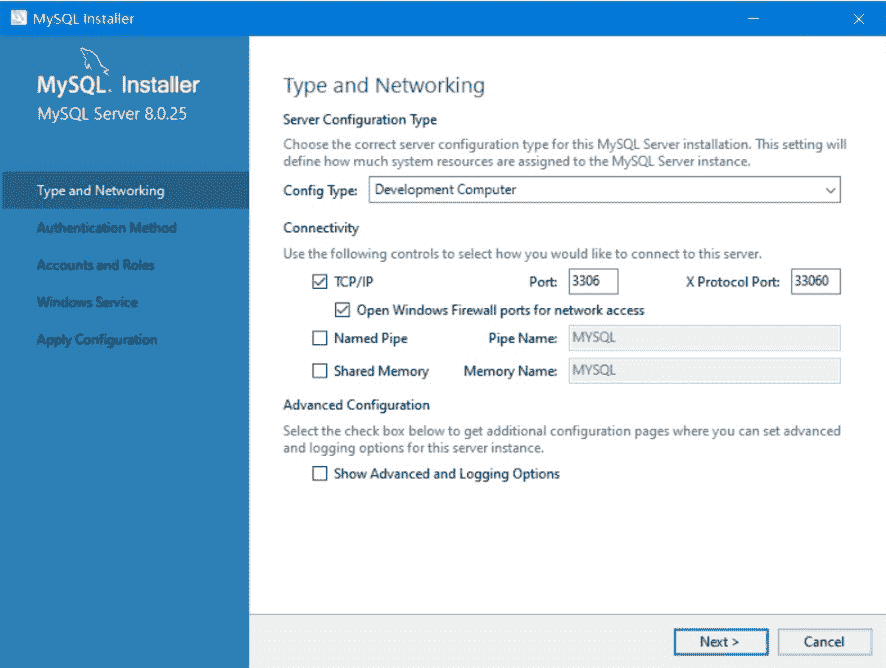 MySQL Installer
MySQL. Installer
MySQL Server 8.0.25
Type and Networking
Authentication Method
Accounts and Roles
Windows Service
Apply Configuration
Type and Networking
Server Configuration Type
Choose the correct server configuration type for this MySQL Server installation. This setting will
define how much system resources are assigned to the MySQL Server instance.
Config Type: Development Computer
Connectivity
Use the following controls to select how you would like to connect to this server.
TCP/IP Port: 3306 X Protocol Port: 33060
Open Windows Firewall ports for network access
Named Pipe Pipe Name: MYSQL
Shared Memory Memory Name: MYSQL
Advanced Configuration
Select the check box below to get additional configuration pages where you can set advanced
and logging options for this server instance.
Show Advanced and Logging Options
Next > Cancel